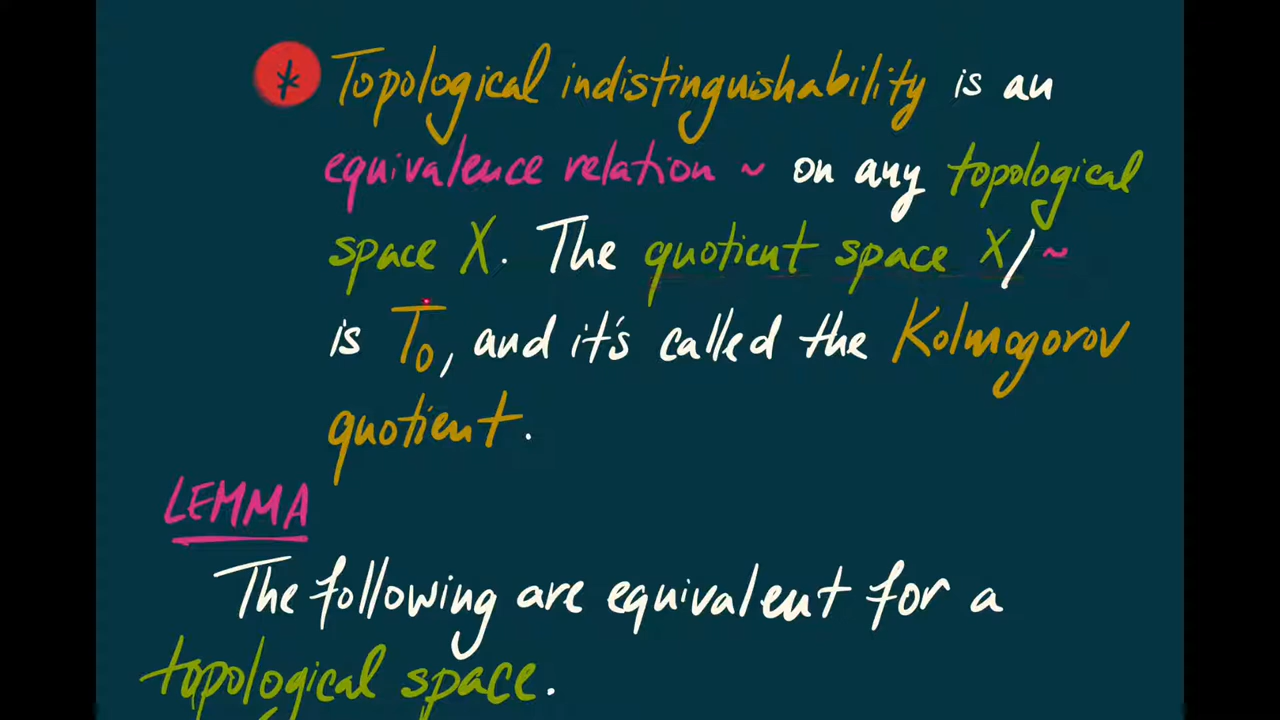 * Topological indistinguishability is an
equivalence relation ~ on any topological
space X. The quotient space X/~
is T₀, and it's called the Kolmogorov
quotient.
LEMMA
The following are equivalent for a
topological space.